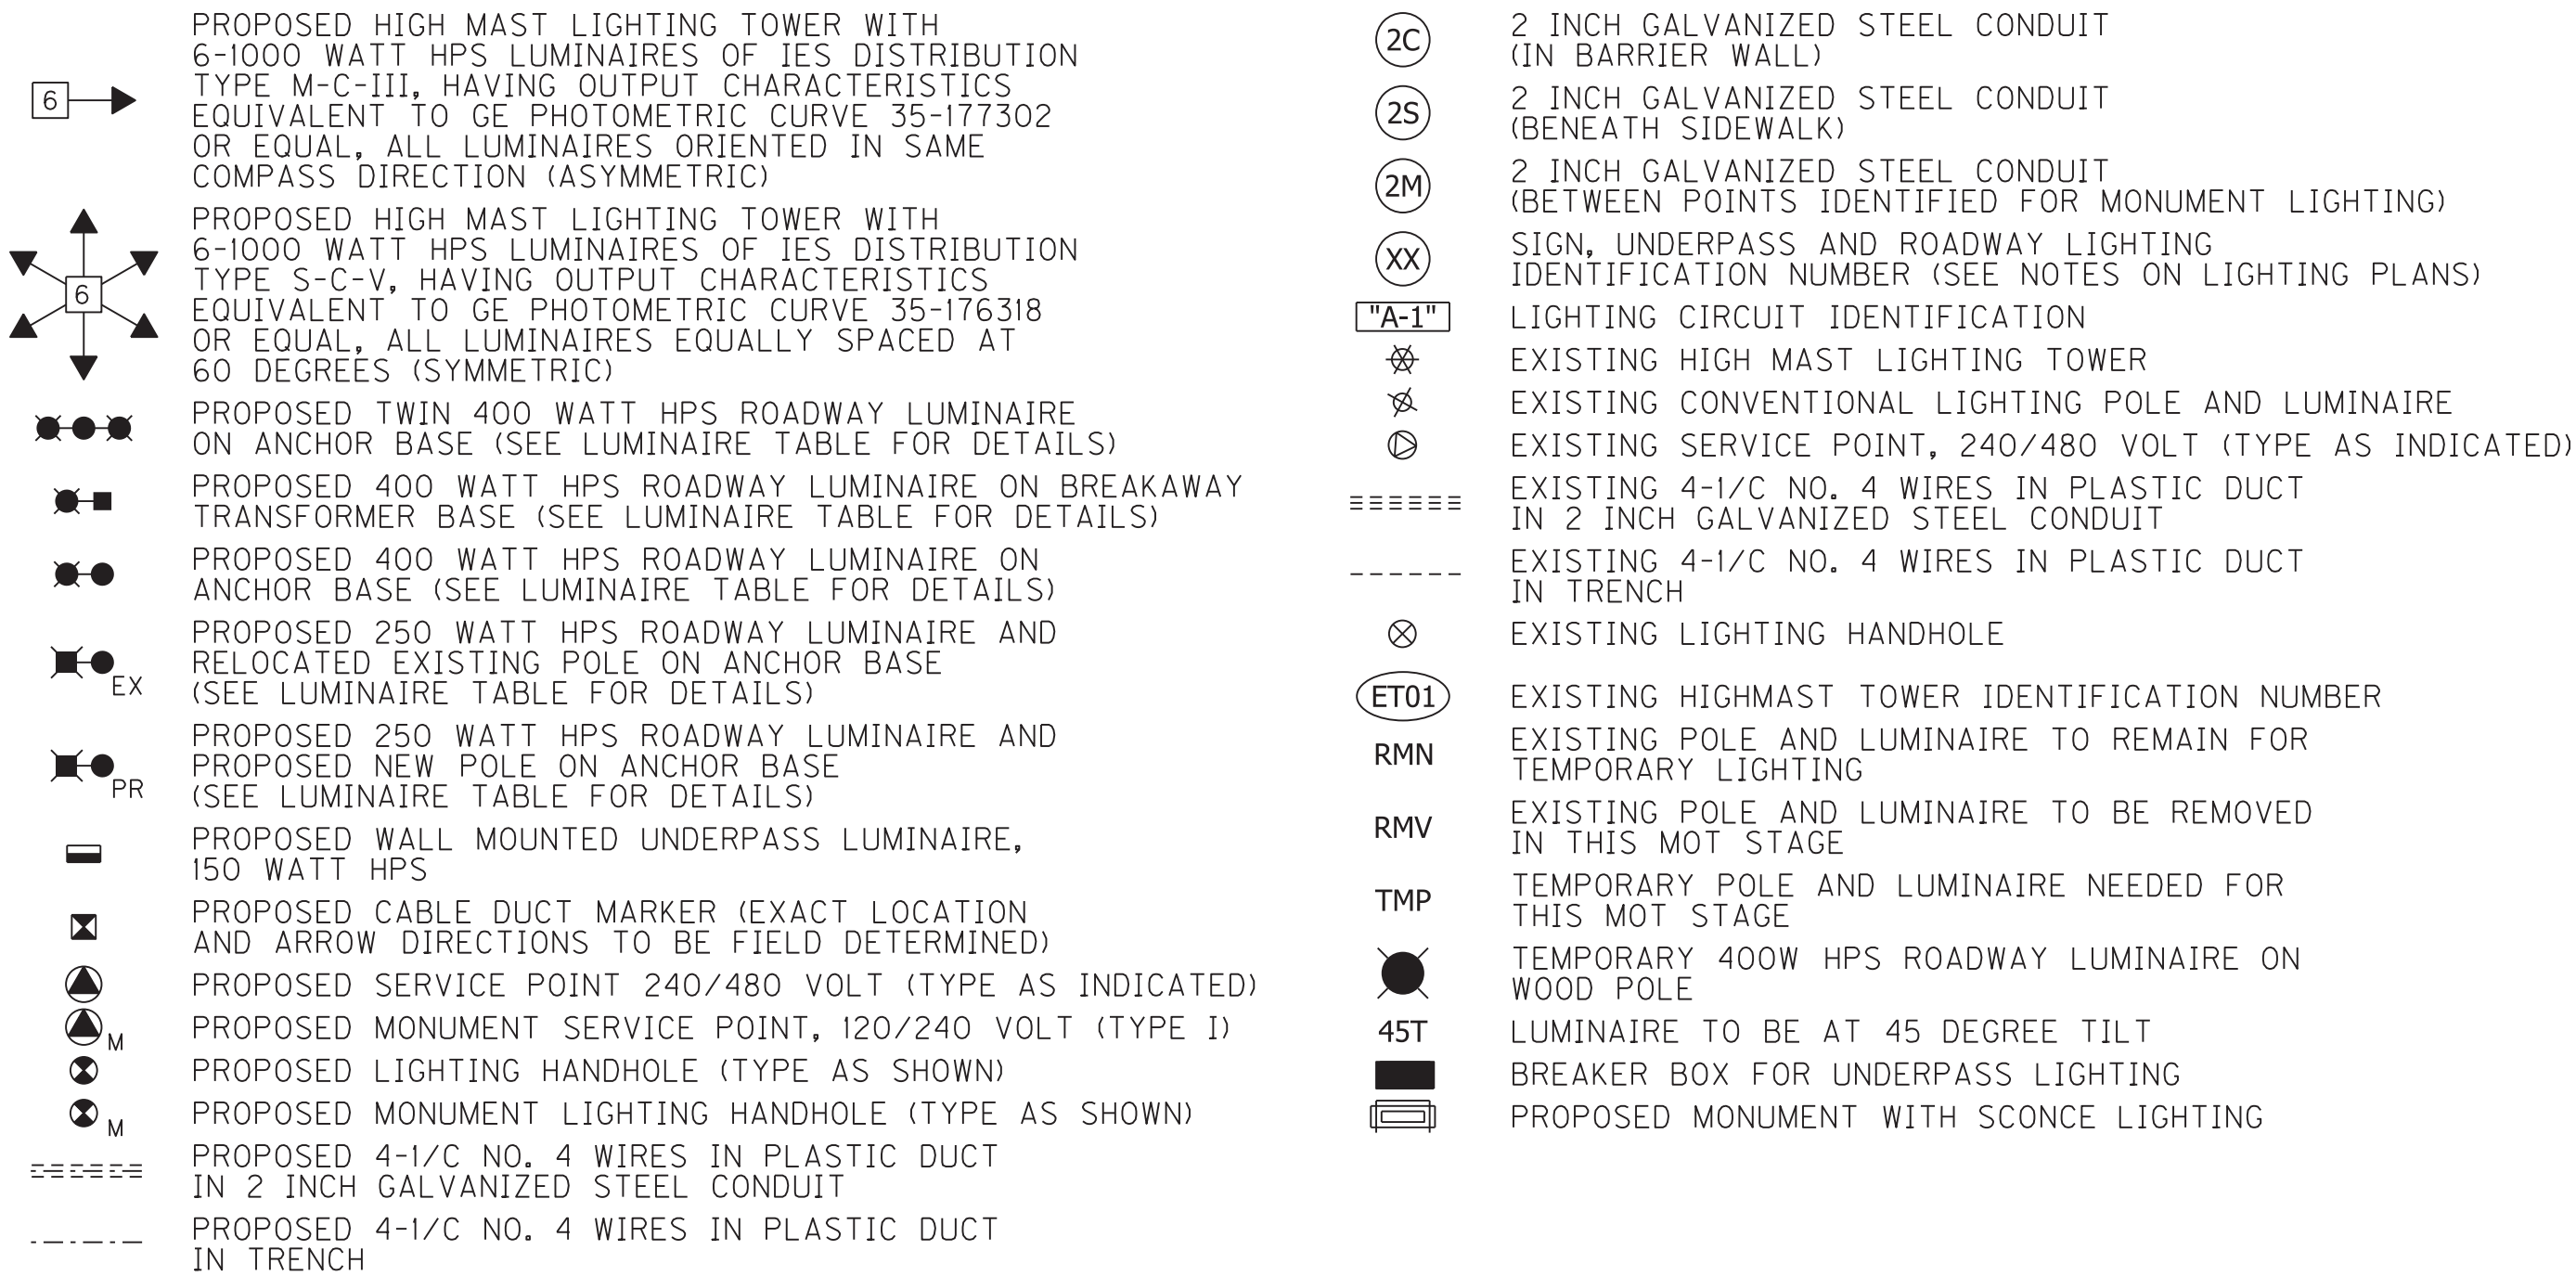 PROPOSED HIGH MAST LIGHTING TOWER WITH
6-1000 WATT HPS LUMINAIRES OF IES DISTRIBUTION
6 TYPE M-C-III, HAVING OUTPUT CHARACTERISTICS
EQUIVALENT TO GE PHOTOMETRIC CURVE 35-177302
OR EQUAL, ALL LUMINAIRES ORIENTED IN SAME
COMPASS DIRECTION (ASYMMETRIC)
PROPOSED HIGH MAST LIGHTING TOWER WITH
6-1000 WATT HPS LUMINAIRES OF IES DISTRIBUTION
6 TYPE S-C-V, HAVING OUTPUT CHARACTERISTICS
EQUIVALENT TO GE PHOTOMETRIC CURVE 35-176318
OR EQUAL, ALL LUMINAIRES EQUALLY SPACED AT
60 DEGREES (SYMMETRIC)
PROPOSED TWIN 400 WATT HPS ROADWAY LUMINAIRE
ON ANCHOR BASE (SEE LUMINAIRE TABLE FOR DETAILS)
PROPOSED 400 WATT HPS ROADWAY LUMINAIRE ON BREAKAWAY
TRANSFORMER BASE (SEE LUMINAIRE TABLE FOR DETAILS)
PROPOSED 400 WATT HPS ROADWAY LUMINAIRE ON
ANCHOR BASE (SEE LUMINAIRE TABLE FOR DETAILS)
PROPOSED 250 WATT HPS ROADWAY LUMINAIRE AND
RELOCATED EXISTING POLE ON ANCHOR BASE
EX (SEE LUMINAIRE TABLE FOR DETAILS)
PROPOSED 250 WATT HPS ROADWAY LUMINAIRE AND
PROPOSED NEW POLE ON ANCHOR BASE
PR (SEE LUMINAIRE TABLE FOR DETAILS)
PROPOSED WALL MOUNTED UNDERPASS LUMINAIRE,
150 WATT HPS
PROPOSED CABLE DUCT MARKER (EXACT LOCATION
AND ARROW DIRECTIONS TO BE FIELD DETERMINED)
PROPOSED SERVICE POINT 240/480 VOLT (TYPE AS INDICATED)
M PROPOSED MONUMENT SERVICE POINT, 120/240 VOLT (TYPE I)
PROPOSED LIGHTING HANDHOLE (TYPE AS SHOWN)
M PROPOSED MONUMENT LIGHTING HANDHOLE (TYPE AS SHOWN)
PROPOSED 4-1/C NO. 4 WIRES IN PLASTIC DUCT
IN 2 INCH GALVANIZED STEEL CONDUIT
PROPOSED 4-1/C NO. 4 WIRES IN PLASTIC DUCT
IN TRENCH
2C 2 INCH GALVANIZED STEEL CONDUIT
(IN BARRIER WALL)
2S 2 INCH GALVANIZED STEEL CONDUIT
(BENEATH SIDEWALK)
2M 2 INCH GALVANIZED STEEL CONDUIT
(BETWEEN POINTS IDENTIFIED FOR MONUMENT LIGHTING)
XX SIGN, UNDERPASS AND ROADWAY LIGHTING
IDENTIFICATION NUMBER (SEE NOTES ON LIGHTING PLANS)
"A-1" LIGHTING CIRCUIT IDENTIFICATION
EXISTING HIGH MAST LIGHTING TOWER
EXISTING CONVENTIONAL LIGHTING POLE AND LUMINAIRE
EXISTING SERVICE POINT, 240/480 VOLT (TYPE AS INDICATED)
EXISTING 4-1/C NO. 4 WIRES IN PLASTIC DUCT
IN 2 INCH GALVANIZED STEEL CONDUIT
EXISTING 4-1/C NO. 4 WIRES IN PLASTIC DUCT
IN TRENCH
EXISTING LIGHTING HANDHOLE
ET01 EXISTING HIGHMAST TOWER IDENTIFICATION NUMBER
RMN EXISTING POLE AND LUMINAIRE TO REMAIN FOR
TEMPORARY LIGHTING
RMV EXISTING POLE AND LUMINAIRE TO BE REMOVED
IN THIS MOT STAGE
TMP TEMPORARY POLE AND LUMINAIRE NEEDED FOR
THIS MOT STAGE
TEMPORARY 400W HPS ROADWAY LUMINAIRE ON
WOOD POLE
45T LUMINAIRE TO BE AT 45 DEGREE TILT
BREAKER BOX FOR UNDERPASS LIGHTING
PROPOSED MONUMENT WITH SCONCE LIGHTING